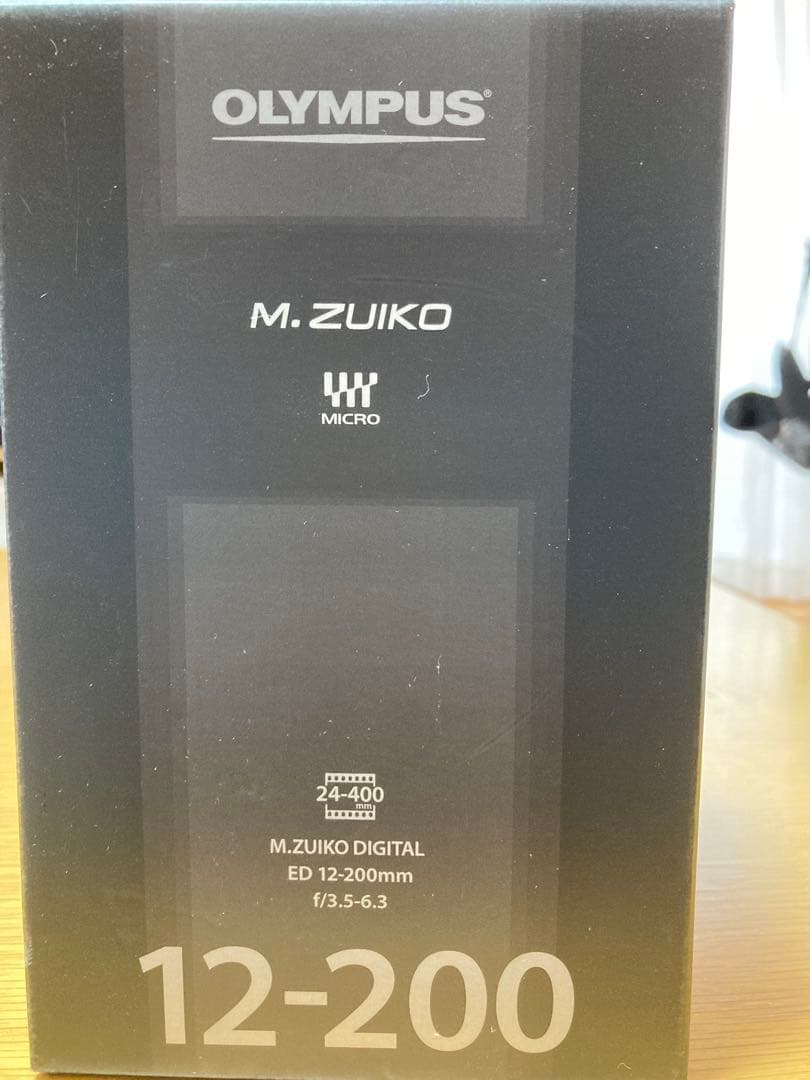 OLYMPUS®
M. ZUIKO
MICRO
24-400
mm
M.ZUIKO DIGITAL
ED 12-200mm
f/3.5-6.3
12-200